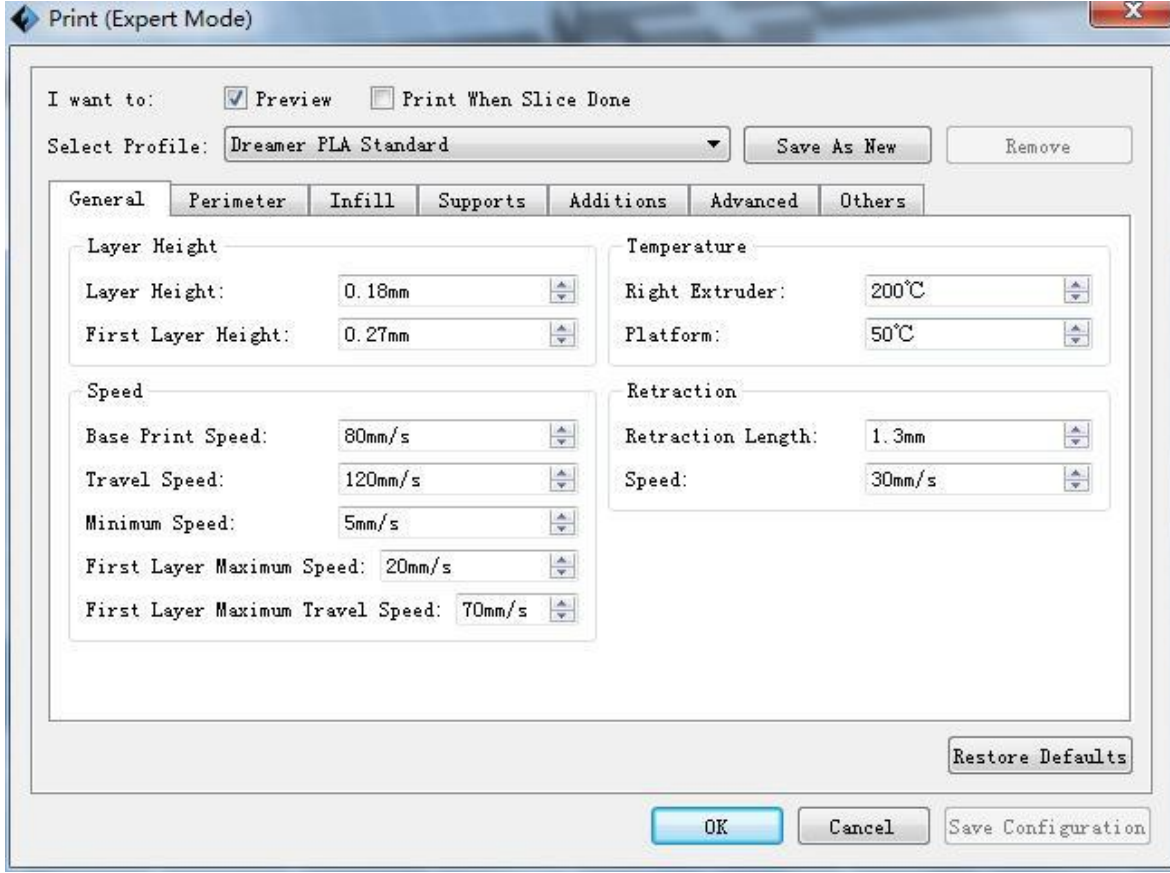 Print (Expert Mode)
I want to: Preview Print When Slice Done
Select Profile: Dreamer PLA Standard Save As New Remove
General Perimeter Infill Supports Additions Advanced Others
Layer Height
Layer Height: 0.18mm
First Layer Height: 0.27mm
Temperature
Right Extruder: 200℃
Platform: 50℃
Speed
Base Print Speed: 80mm/s
Travel Speed: 120mm/s
Minimum Speed: 5mm/s
First Layer Maximum Speed: 20mm/s
First Layer Maximum Travel Speed: 70mm/s
Retraction
Retraction Length: 1.3mm
Speed: 30mm/s
Restore Defaults
OK Cancel Save Configuration